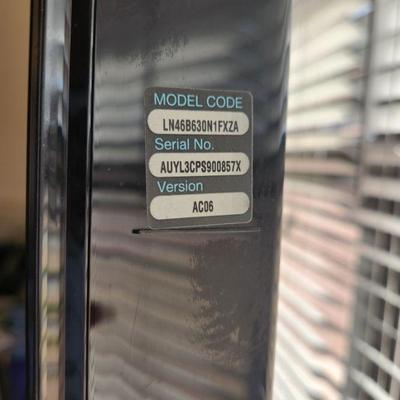 MODEL CODE
LN46B630N1FXZA
Serial No.
AUYL3CPS900857X
Version
AC06